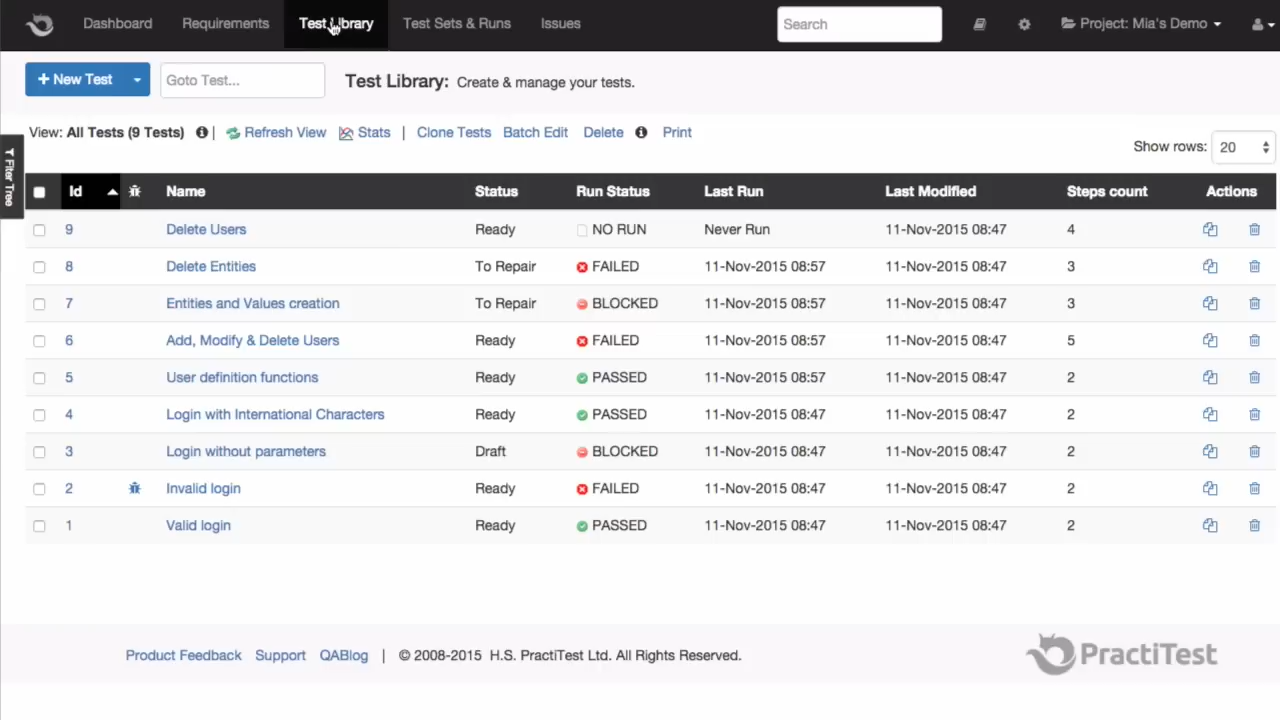 Dashboard Requirements Test Library Test Sets & Runs Issues Search Project: Mia's Demo
+ New Test Goto Test... Test Library: Create & manage your tests.
View: All Tests (9 Tests) | Refresh View Stats | Clone Tests Batch Edit Delete Print
Show rows: 20
Filter Tree
Id Name Status Run Status Last Run Last Modified Steps count Actions
9 Delete Users Ready NO RUN Never Run 11-Nov-2015 08:47 4
8 Delete Entities To Repair FAILED 11-Nov-2015 08:57 11-Nov-2015 08:47 3
7 Entities and Values creation To Repair BLOCKED 11-Nov-2015 08:57 11-Nov-2015 08:47 3
6 Add, Modify & Delete Users Ready FAILED 11-Nov-2015 08:57 11-Nov-2015 08:47 5
5 User definition functions Ready PASSED 11-Nov-2015 08:57 11-Nov-2015 08:47 2
4 Login with International Characters Ready PASSED 11-Nov-2015 08:47 11-Nov-2015 08:47 2
3 Login without parameters Draft BLOCKED 11-Nov-2015 08:47 11-Nov-2015 08:47 2
2 Invalid login Ready FAILED 11-Nov-2015 08:47 11-Nov-2015 08:47 2
1 Valid login Ready PASSED 11-Nov-2015 08:47 11-Nov-2015 08:47 2
Product Feedback Support QABlog | © 2008-2015 H.S. PractiTest Ltd. All Rights Reserved.
PractiTest